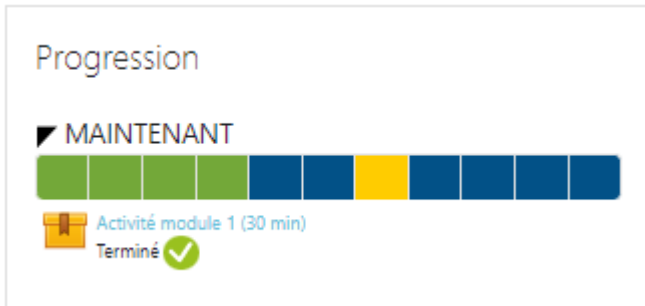 Progression
MAINTENANT
Activité module 1 (30 min)
Terminé